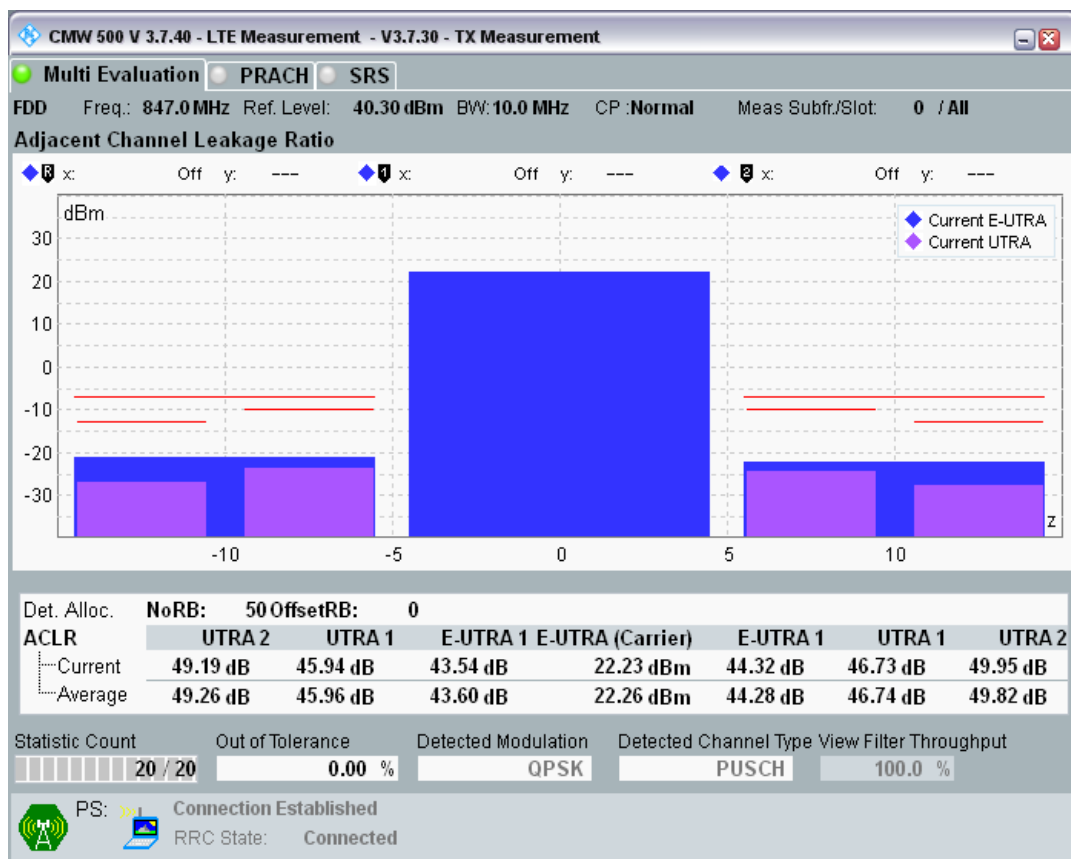 CMW 500 V 3.7.40 - LTE Measurement - V3.7.30 - TX Measurement
Multi Evaluation PRACH SRS
FDD Freq.: 847.0 MHz Ref. Level: 40.30 dBm BW: 10.0 MHz CP :Normal Meas Subfr./Slot: 0 / All
Adjacent Channel Leakage Ratio
R x: Off y: --- 1 x: Off y: --- 2 x: Off y: ---
dBm
Current E-UTRA
Current UTRA
30
20
10
0
-10
-20
-30
z
-10 -5 0 5 10
Det. Alloc. NoRB: 50 OffsetRB: 0
ACLR UTRA 2 UTRA 1 E-UTRA 1 E-UTRA (Carrier) E-UTRA 1 UTRA 1 UTRA 2
Current 49.19 dB 45.94 dB 43.54 dB 22.23 dBm 44.32 dB 46.73 dB 49.95 dB
Average 49.26 dB 45.96 dB 43.60 dB 22.26 dBm 44.28 dB 46.74 dB 49.82 dB
Statistic Count Out of Tolerance Detected Modulation Detected Channel Type View Filter Throughput
20 / 20 0.00 % QPSK PUSCH 100.0 %
PS: Connection Established
RRC State: Connected